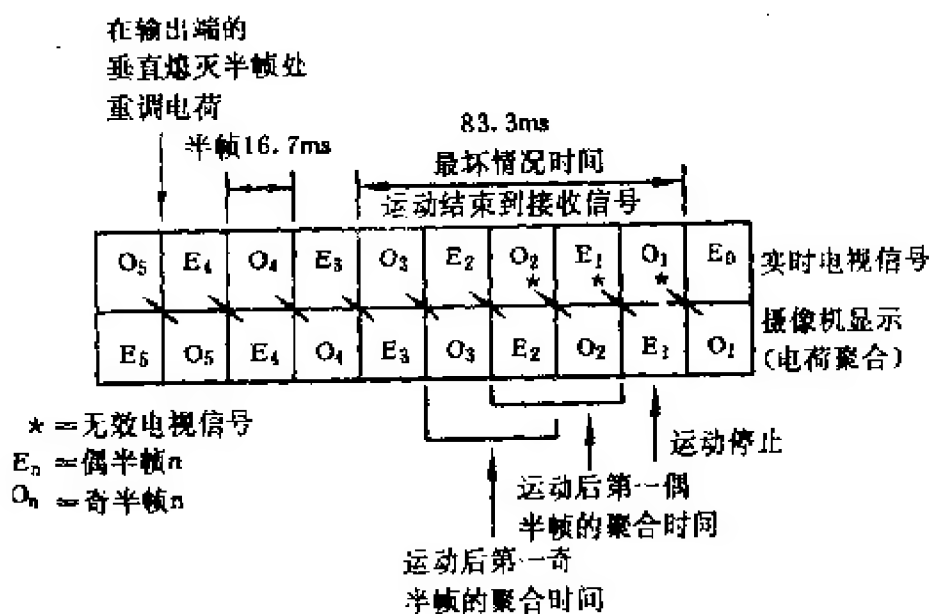 在输出端的
垂直熄灭半帧处
重调电荷
半帧16.7ms
83.3ms
最坏情况时间
运动结束到接收信号
O₅ E₄ O₄ E₃ O₃ E₂ O₂ E₁ O₁ E₀ 实时电视信号
* * *
E₅ O₅ E₄ O₄ E₃ O₃ E₂ O₂ E₁ O₁ 摄像机显示
(电荷聚合)
* =无效电视信号
Eₙ =偶半帧n
Oₙ =奇半帧n
运动停止
运动后第一偶
半帧的聚合时间
运动后第一奇
半帧的聚合时间